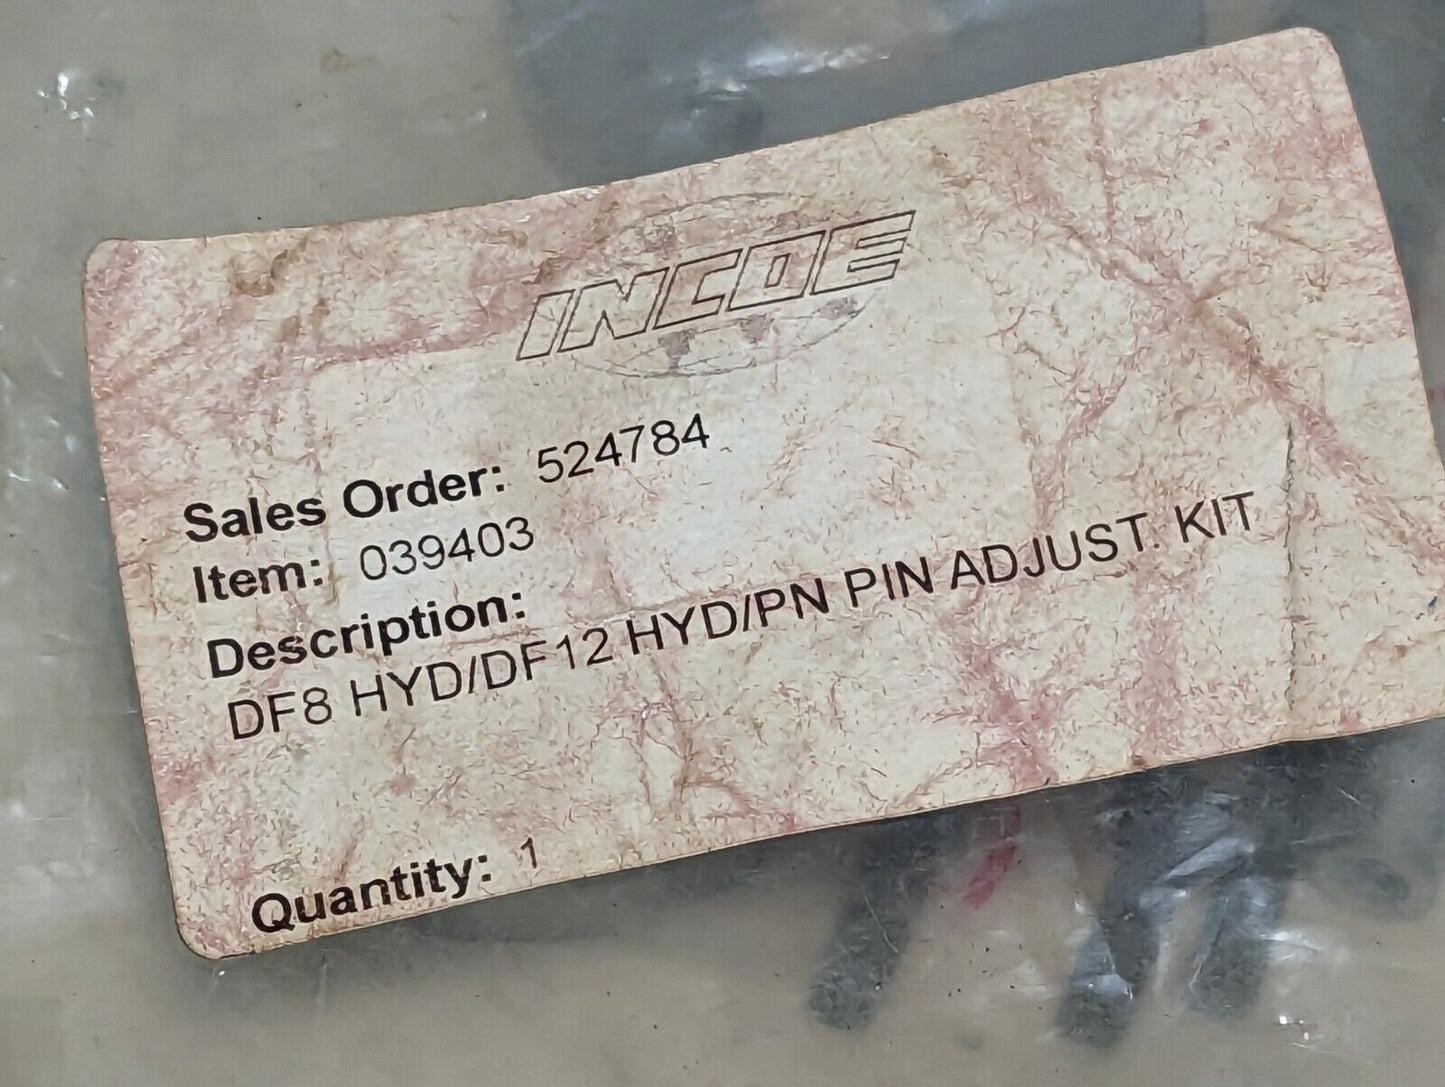 INCOE
Sales Order: 524784
Item: 039403
Description:
DF8 HYD/DF12 HYD/PN PIN ADJUST. KIT
Quantity: 1